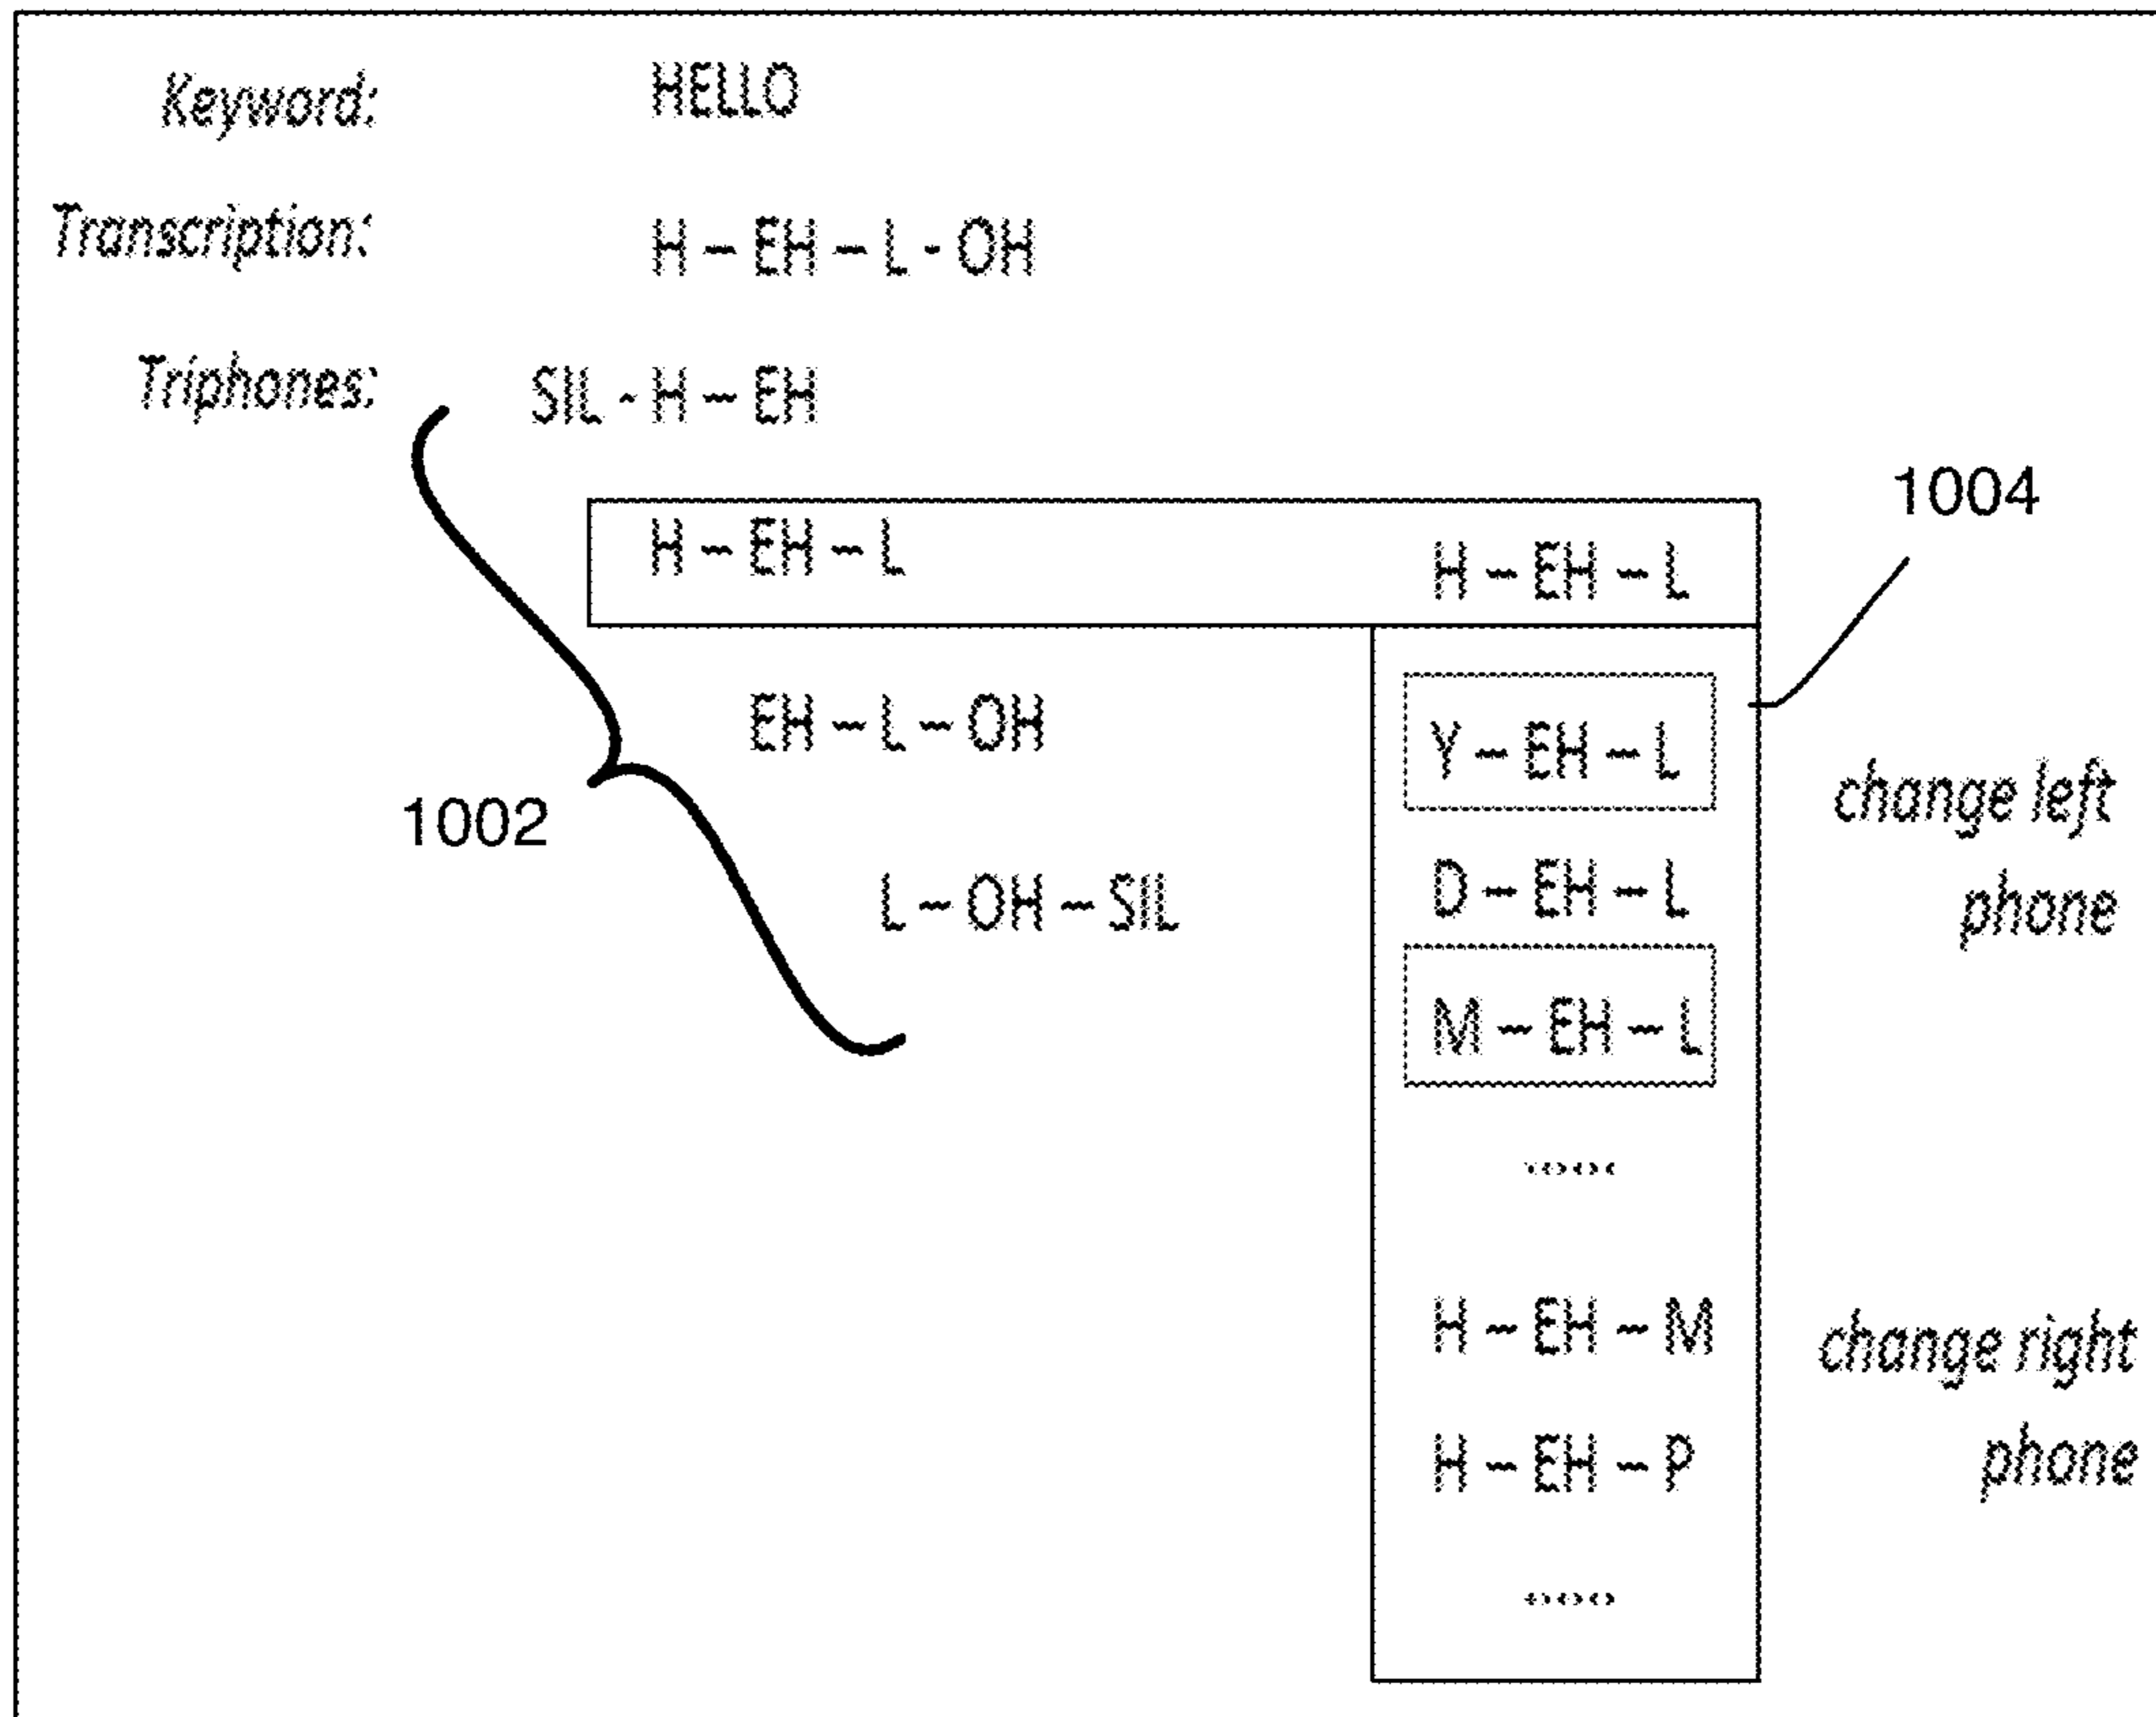 Keyword: HELLO
Transcription: H – EH – L - OH
Triphones: SIL - H – EH
H – EH – L H – EH – L
1004
EH – L – OH
Y – EH – L
1002
change left
phone
L – OH – SIL
D – EH – L
M – EH – L
.....
H – EH – M
change right
phone
H – EH – P
.....